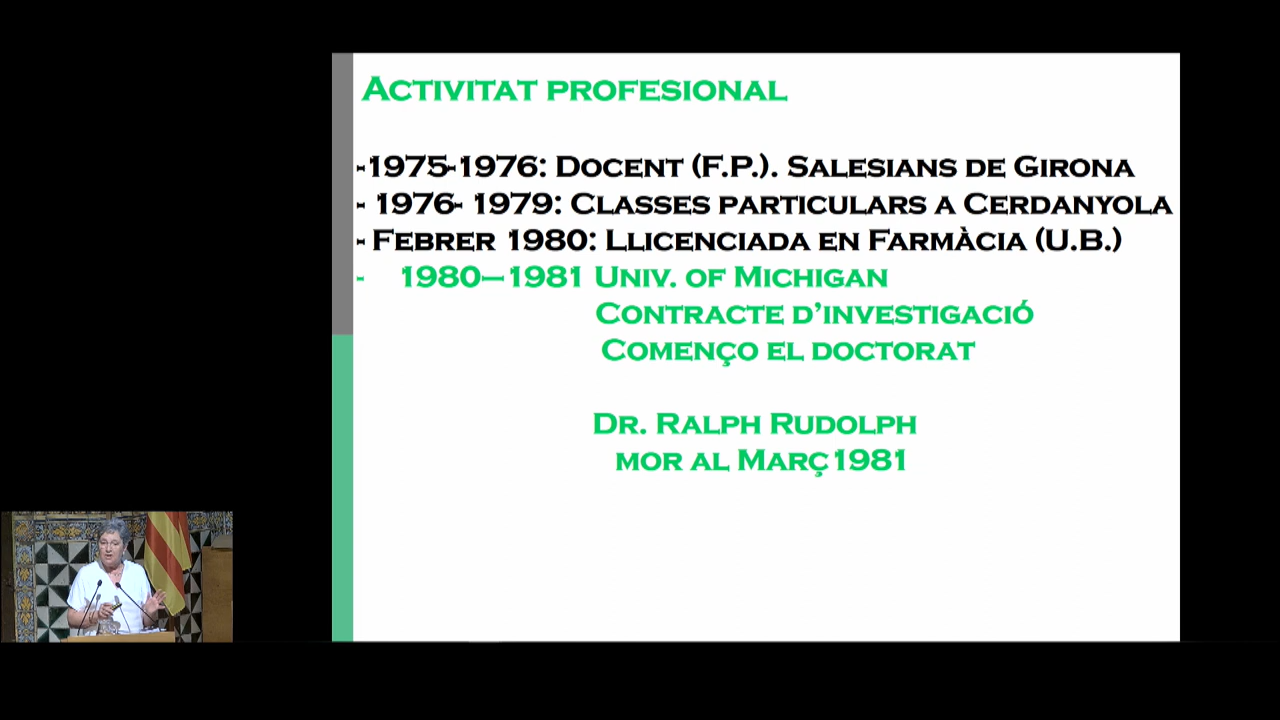 Activitat profesional
-1975-1976: Docent (F.P.). Salesians de Girona
- 1976- 1979: Classes particulars a Cerdanyola
- Febrer 1980: Llicenciada en Farmàcia (U.B.)
- 1980–1981 Univ. of Michigan
Contracte d'investigació
Començo el doctorat
Dr. Ralph Rudolph
mor al Març 1981